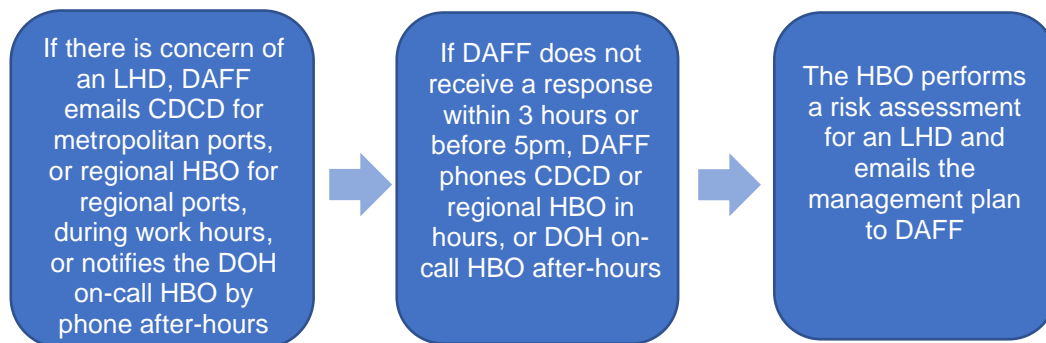 If there is concern of
an LHD, DAFF
emails CDCD for
metropolitan ports,
or regional HBO for
regional ports,
during work hours,
or notifies the DOH
on-call HBO by
phone after-hours
If DAFF does not
receive a response
within 3 hours or
before 5pm, DAFF
phones CDCD or
regional HBO in
hours, or DOH on-
call HBO after-hours
The HBO performs
a risk assessment
for an LHD and
emails the
management plan
to DAFF